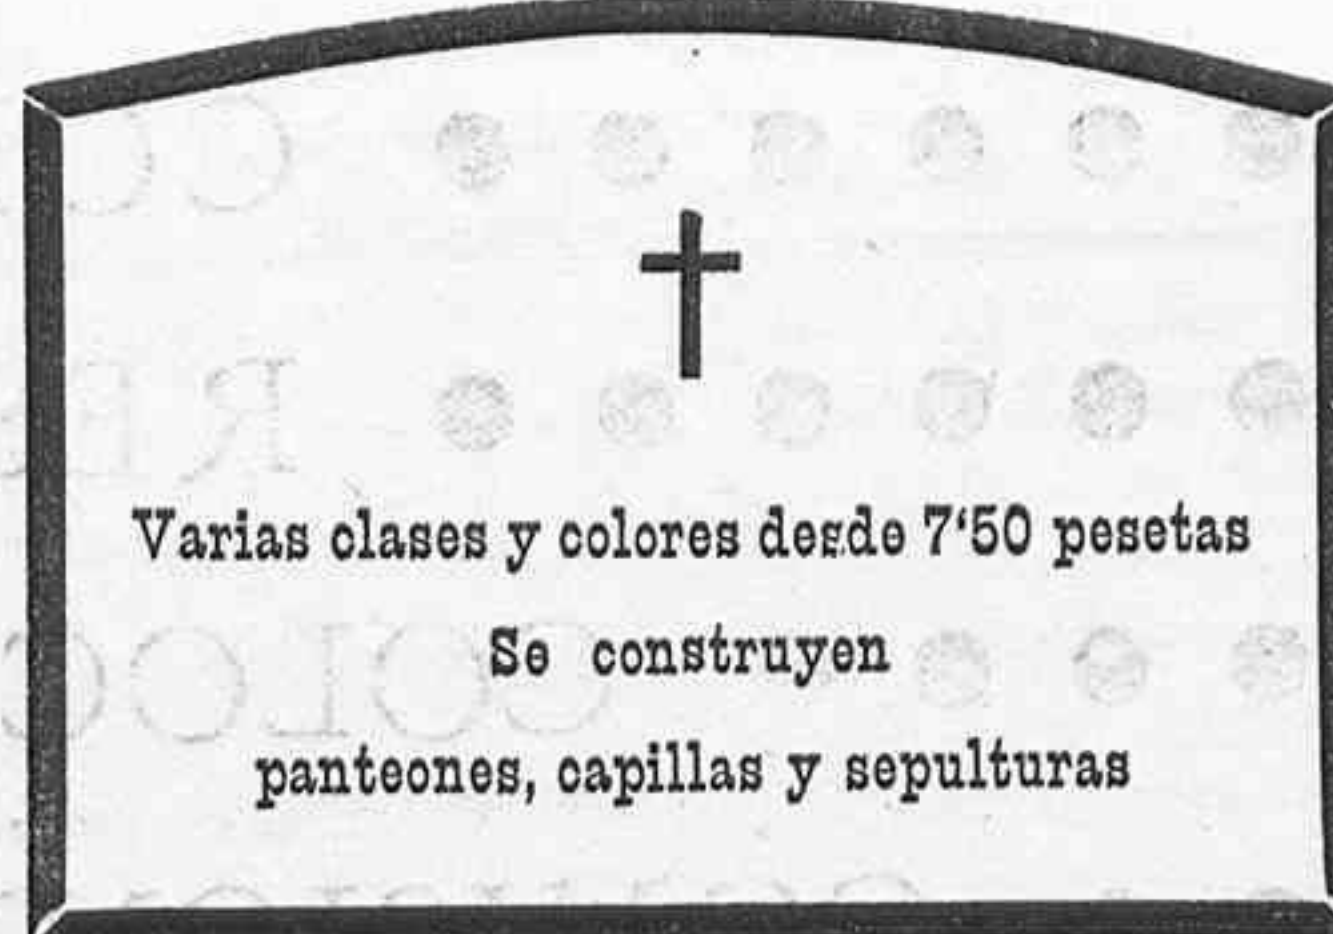 Varias clases y colores desde 7‘50 pesetas
Se construyen
panteones, capillas y sepulturas